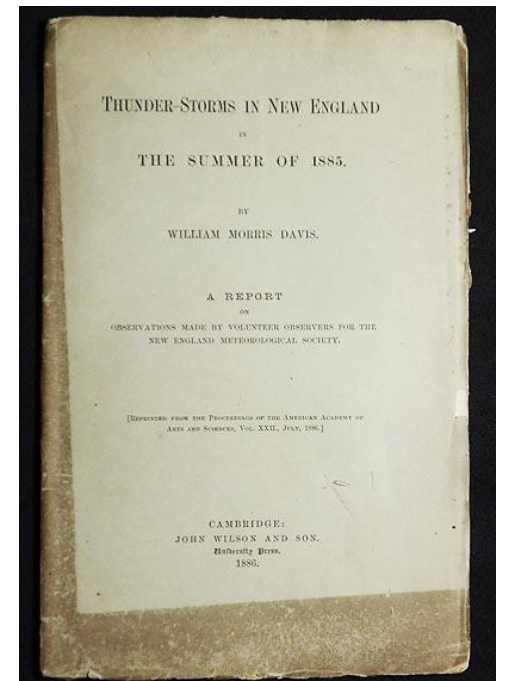 THUNDER-STORMS IN NEW ENGLAND
IN
THE SUMMER OF 1885.
BY
WILLIAM MORRIS DAVIS.
A REPORT
ON
OBSERVATIONS MADE BY VOLUNTEER OBSERVERS FOR THE
NEW ENGLAND METEOROLOGICAL SOCIETY.
[REPRINTED FROM THE PROCEEDINGS OF THE AMERICAN ACADEMY OF
ARTS AND SCIENCES, VOL. XXII., JULY, 1886.]
CAMBRIDGE:
JOHN WILSON AND SON.
University Press.
1886.